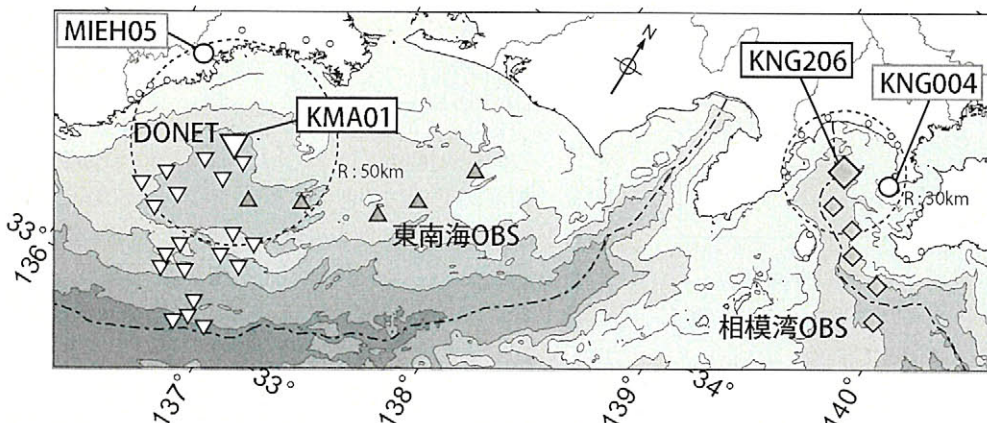 MIEH05
KNG206
KNG004
N
KMA01
DONET
R : 50km
R : 30km
東南海OBS
相模湾OBS
33°
136°
137°
33°
138°
139°
34°
140°